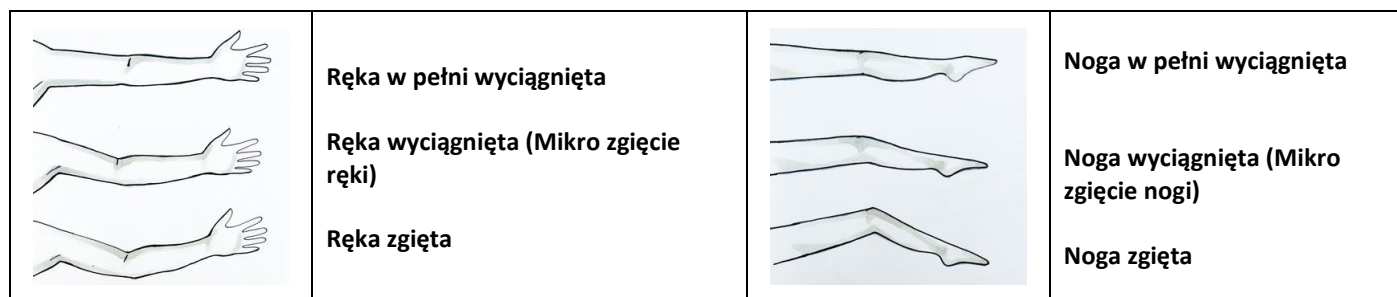 Ręka w pełni wyciągnięta
Ręka wyciągnięta (Mikro zgięcie
ręki)
Ręka zgięta
Noga w pełni wyciągnięta
Noga wyciągnięta (Mikro
zgięcie nogi)
Noga zgięta